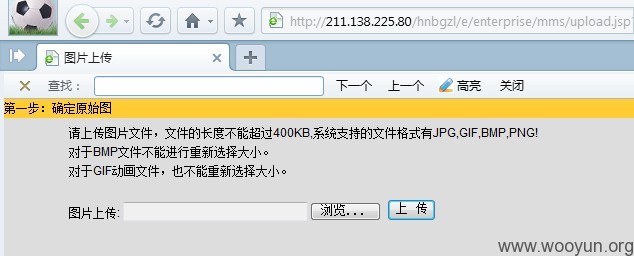 http://211.138.225.80/hnbgzl/e/enterprise/mms/upload.jsp?
图片上传
查找： 下一个 上一个 高亮 关闭
第一步：确定原始图
请上传图片文件，文件的长度不能超过400KB,系统支持的文件格式有JPG,GIF,BMP,PNG!
对于BMP文件不能进行重新选择大小。
对于GIF动画文件，也不能重新选择大小。
图片上传: 浏览... 上 传
www.wooyun.org